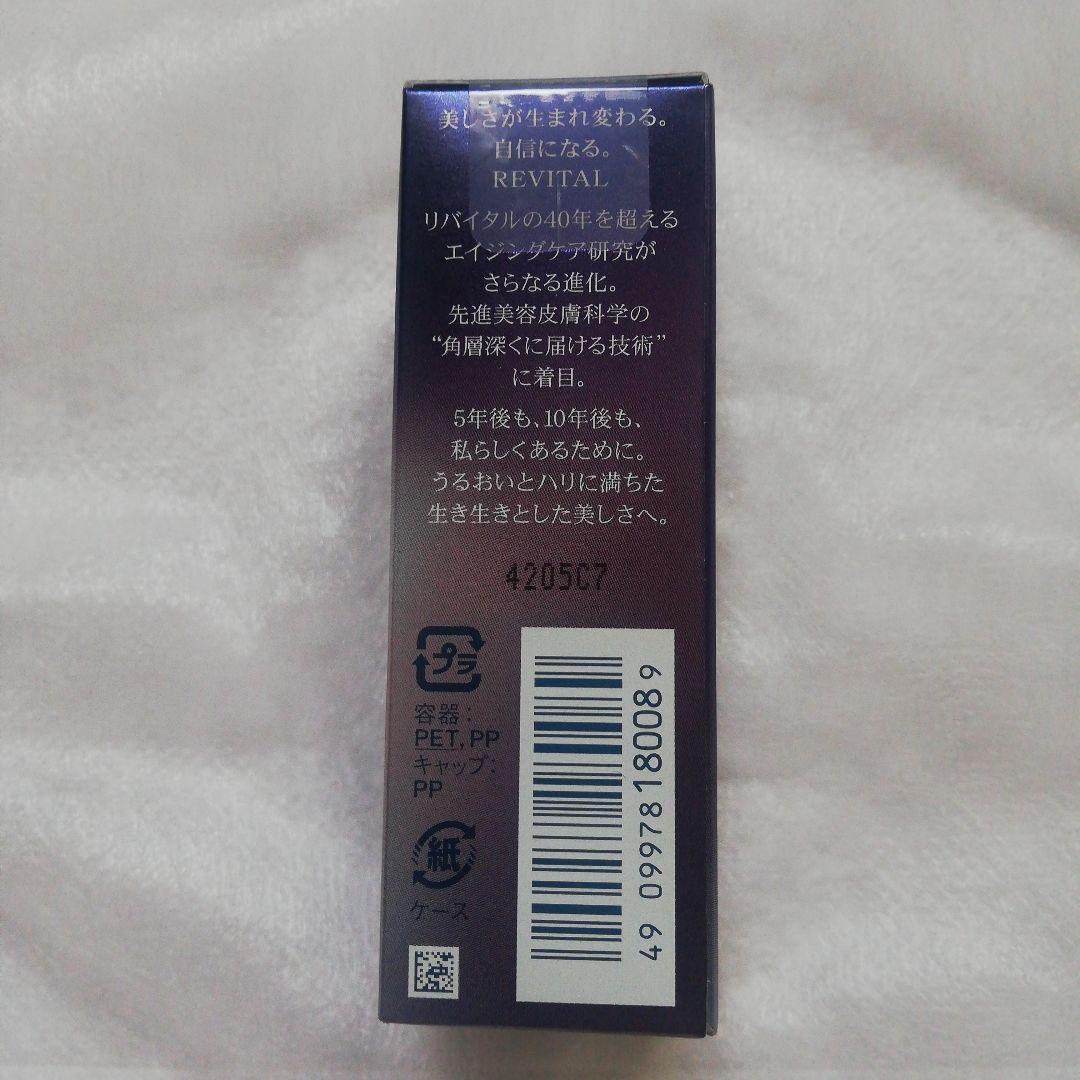 美しさが生まれ変わる。
自信になる。
REVITAL
リバイタルの40年を超える
エイジングケア研究が
さらなる進化。
先進美容皮膚科学の
“角層深くに届ける技術”
に着目。
5年後も、10年後も、
私らしくあるために。
うるおいとハリに満ちた
生き生きとした美しさへ。
4205C7
プラ
容器:
PET,PP
キャップ:
PP
紙
ケース
49 09978 18008 9